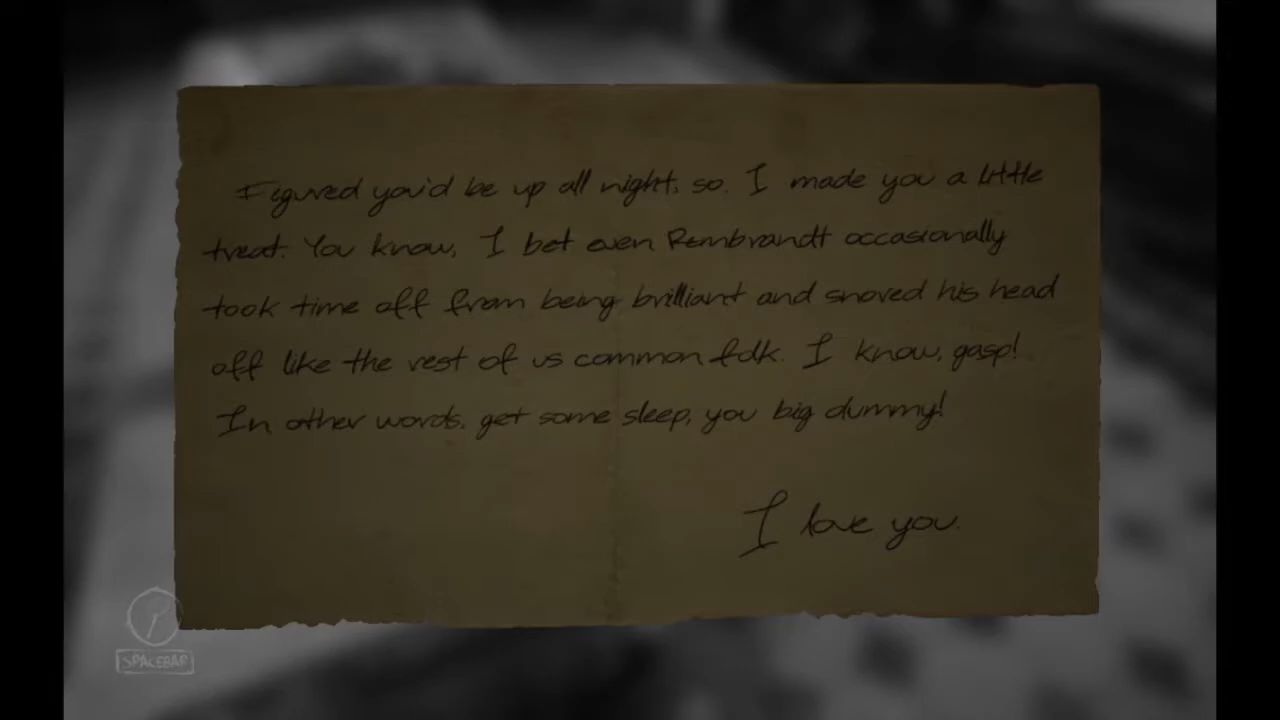 Figured you'd be up all night, so. I made you a little
treat. You know, I bet even Rembrandt occasionally
took time off from being brilliant and snored his head
off like the rest of us common folk. I know, gasp!
In other words, get some sleep, you big dummy!
I love you.
SPACEBAR